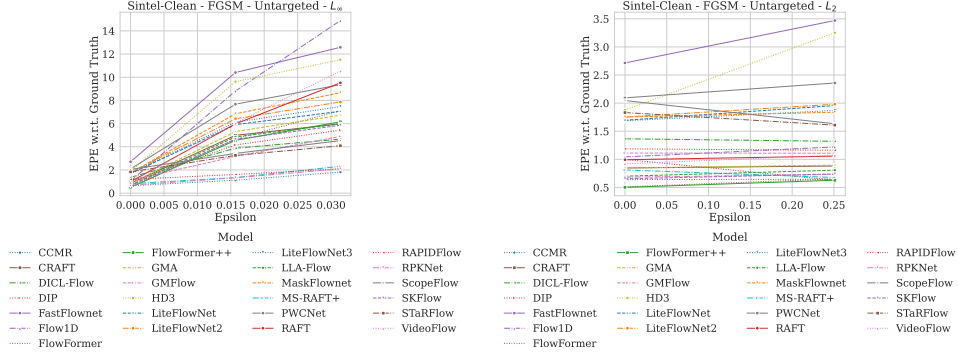 Sintel-Clean - FGSM - Untargeted - L∞
EPE w.r.t. Ground Truth
14
12
10
8
6
4
2
0
0.000 0.005 0.010 0.015 0.020 0.025 0.030
Epsilon
Model
CCMR FlowFormer++ LiteFlowNet3 RAPIDFlow
CRAFT GMA LLA-Flow RPKNet
DICL-Flow GMFlow MaskFlownet ScopeFlow
DIP HD3 MS-RAFT+ SKFlow
FastFlownet LiteFlowNet PWCNet STaRFlow
Flow1D LiteFlowNet2 RAFT VideoFlow
FlowFormer
Sintel-Clean - FGSM - Untargeted - L2
EPE w.r.t. Ground Truth
3.5
3.0
2.5
2.0
1.5
1.0
0.5
0.00 0.05 0.10 0.15 0.20 0.25
Epsilon
Model
CCMR FlowFormer++ LiteFlowNet3 RAPIDFlow
CRAFT GMA LLA-Flow RPKNet
DICL-Flow GMFlow MaskFlownet ScopeFlow
DIP HD3 MS-RAFT+ SKFlow
FastFlownet LiteFlowNet PWCNet STaRFlow
Flow1D LiteFlowNet2 RAFT VideoFlow
FlowFormer